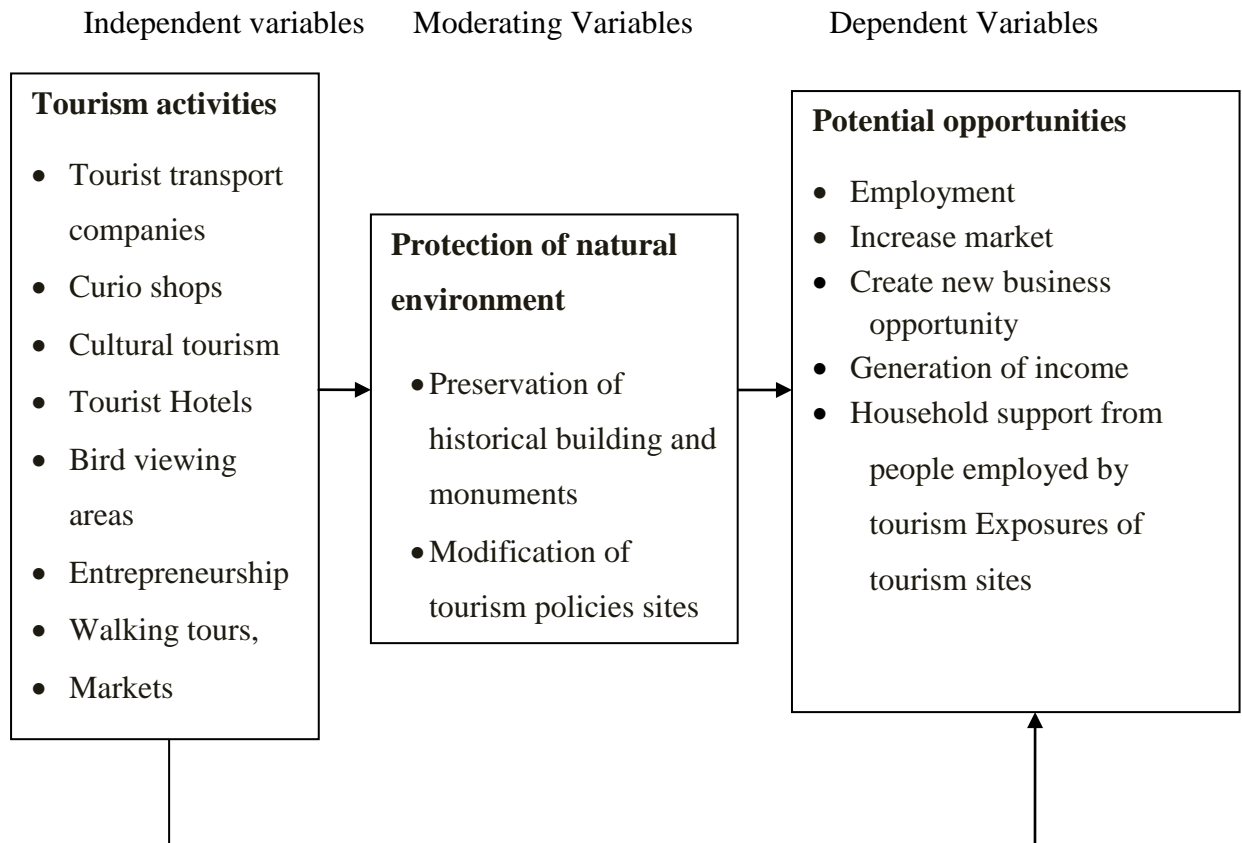 Independent variables Moderating Variables Dependent Variables
Tourism activities
• Tourist transport
companies
• Curio shops
• Cultural tourism
• Tourist Hotels
• Bird viewing
areas
• Entrepreneurship
• Walking tours,
• Markets
Protection of natural
environment
• Preservation of
historical building and
monuments
• Modification of
tourism policies sites
Potential opportunities
• Employment
• Increase market
• Create new business
opportunity
• Generation of income
• Household support from
people employed by
tourism Exposures of
tourism sites